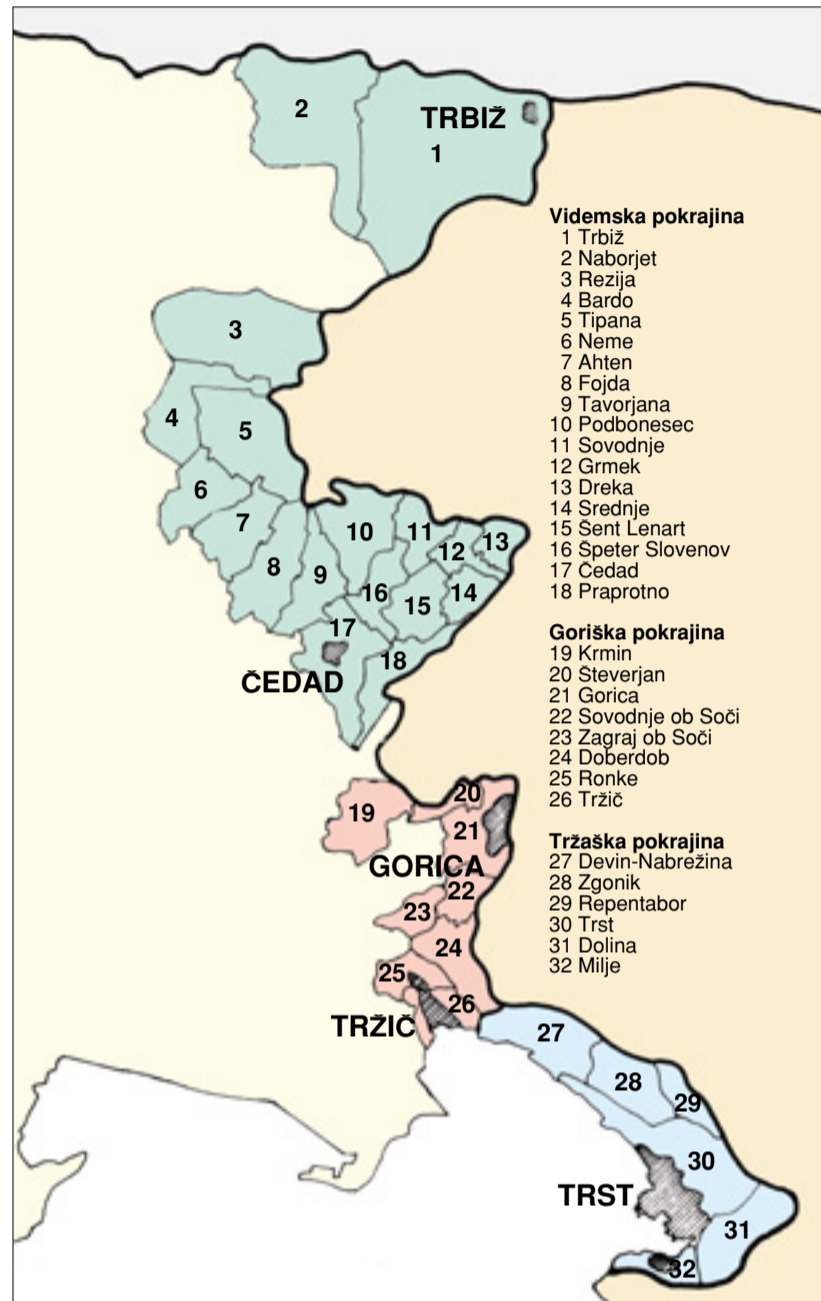 2
TRBIŽ
1
Videmska pokrajina
1 Trbiž
2 Naborjet
3 Rezija
4 Bardo
5 Tipana
6 Neme
7 Ahten
8 Fojda
9 Tavorjana
10 Podbonesec
11 Sovodnje
12 Grmek
13 Dreka
14 Srednje
15 Šent Lenart
16 Špeter Slovenov
17 Čedad
18 Praprotno
Goriška pokrajina
19 Krmin
20 Števerjan
21 Gorica
22 Sovodnje ob Soči
23 Zagraj ob Soči
24 Doberdob
25 Ronke
26 Tržič
Tržaška pokrajina
27 Devin-Nabrežina
28 Zgonik
29 Repentabor
30 Trst
31 Dolina
32 Milje
3
4
5
6
7
8
9
10
11
12
13
14
15
16
17
18
ČEDAD
19
20
21
GORICA
22
23
24
25
26
TRŽIČ
27
28
29
30
TRST
31
32